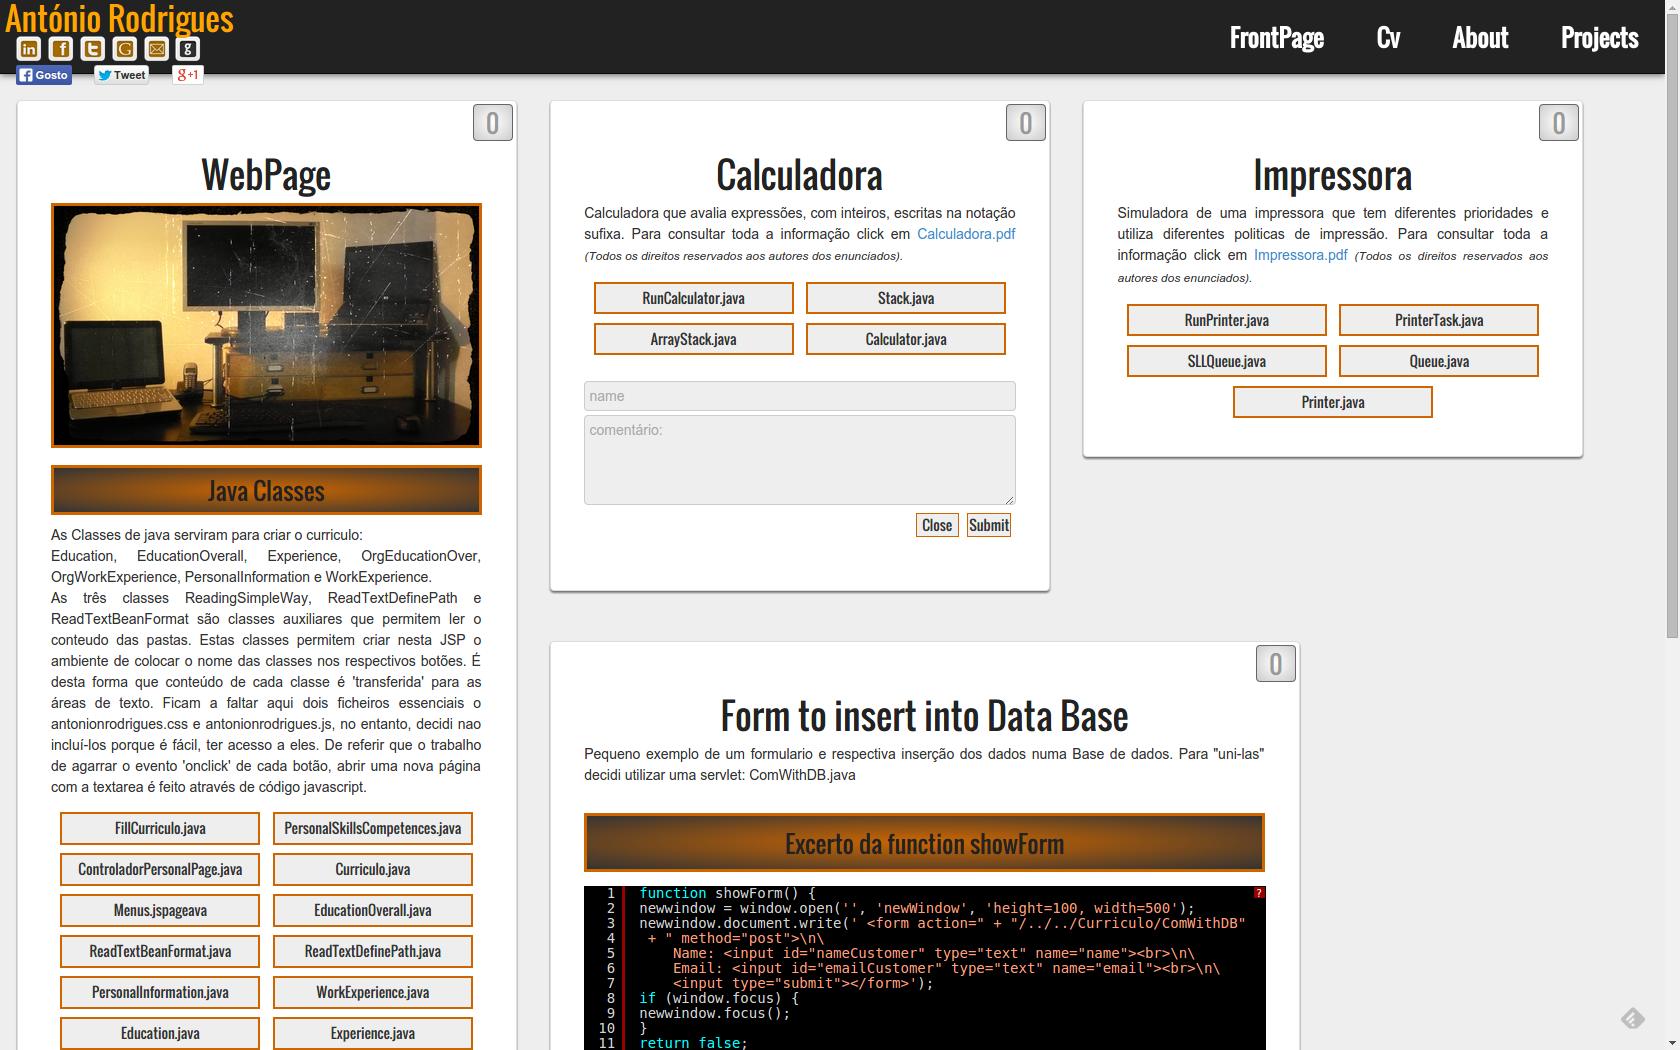 António Rodrigues
FrontPage
Cv
About
Projects
in
f
t
G
g
Gosto
Tweet
g+1
0
WebPage
Java Classes
As Classes de java serviram para criar o curriculo:
Education, EducationOverall, Experience, OrgEducationOver,
OrgWorkExperience, PersonalInformation e WorkExperience.
As três classes ReadingSimpleWay, ReadTextDefinePath e
ReadTextBeanFormat são classes auxiliares que permitem ler o
conteudo das pastas. Estas classes permitem criar nesta JSP o
ambiente de colocar o nome das classes nos respectivos botões. É
desta forma que conteúdo de cada classe é 'transferida' para as
áreas de texto. Ficam a faltar aqui dois ficheiros essenciais o
antonionrodrigues.css e antonionrodrigues.js, no entanto, decidi nao
incluí-los porque é fácil, ter acesso a eles. De referir que o trabalho
de agarrar o evento 'onclick' de cada botão, abrir uma nova página
com a textarea é feito através de código javascript.
FillCurriculo.java
PersonalSkillsCompetences.java
ControladorPersonalPage.java
Curriculo.java
Menus.jspageava
EducationOverall.java
ReadTextBeanFormat.java
ReadTextDefinePath.java
PersonalInformation.java
WorkExperience.java
Education.java
Experience.java
0
Calculadora
Calculadora que avalia expressões, com inteiros, escritas na notação
sufixa. Para consultar toda a informação click em Calculadora.pdf
(Todos os direitos reservados aos autores dos enunciados).
RunCalculator.java
Stack.java
ArrayStack.java
Calculator.java
name
comentário:
Close
Submit
0
Impressora
Simuladora de uma impressora que tem diferentes prioridades e
utiliza diferentes politicas de impressão. Para consultar toda a
informação click em Impressora.pdf (Todos os direitos reservados aos
autores dos enunciados).
RunPrinter.java
PrinterTask.java
SLLQueue.java
Queue.java
Printer.java
0
Form to insert into Data Base
Pequeno exemplo de um formulario e respectiva inserção dos dados numa Base de dados. Para "uni-las"
decidi utilizar uma servlet: ComWithDB.java
Excerto da function showForm
?
1 function showForm() {
2 newwindow = window.open('', 'newWindow', 'height=100, width=500');
3 newwindow.document.write(' <form action=" + "/../../Curriculo/ComWithDB"
4 + " method="post">\n\
5 Name: <input id="nameCustomer" type="text" name="name"><br>\n\
6 Email: <input id="emailCustomer" type="text" name="email"><br>\n\
7 <input type="submit"></form>');
8 if (window.focus) {
9 newwindow.focus();
10 }
11 return false;